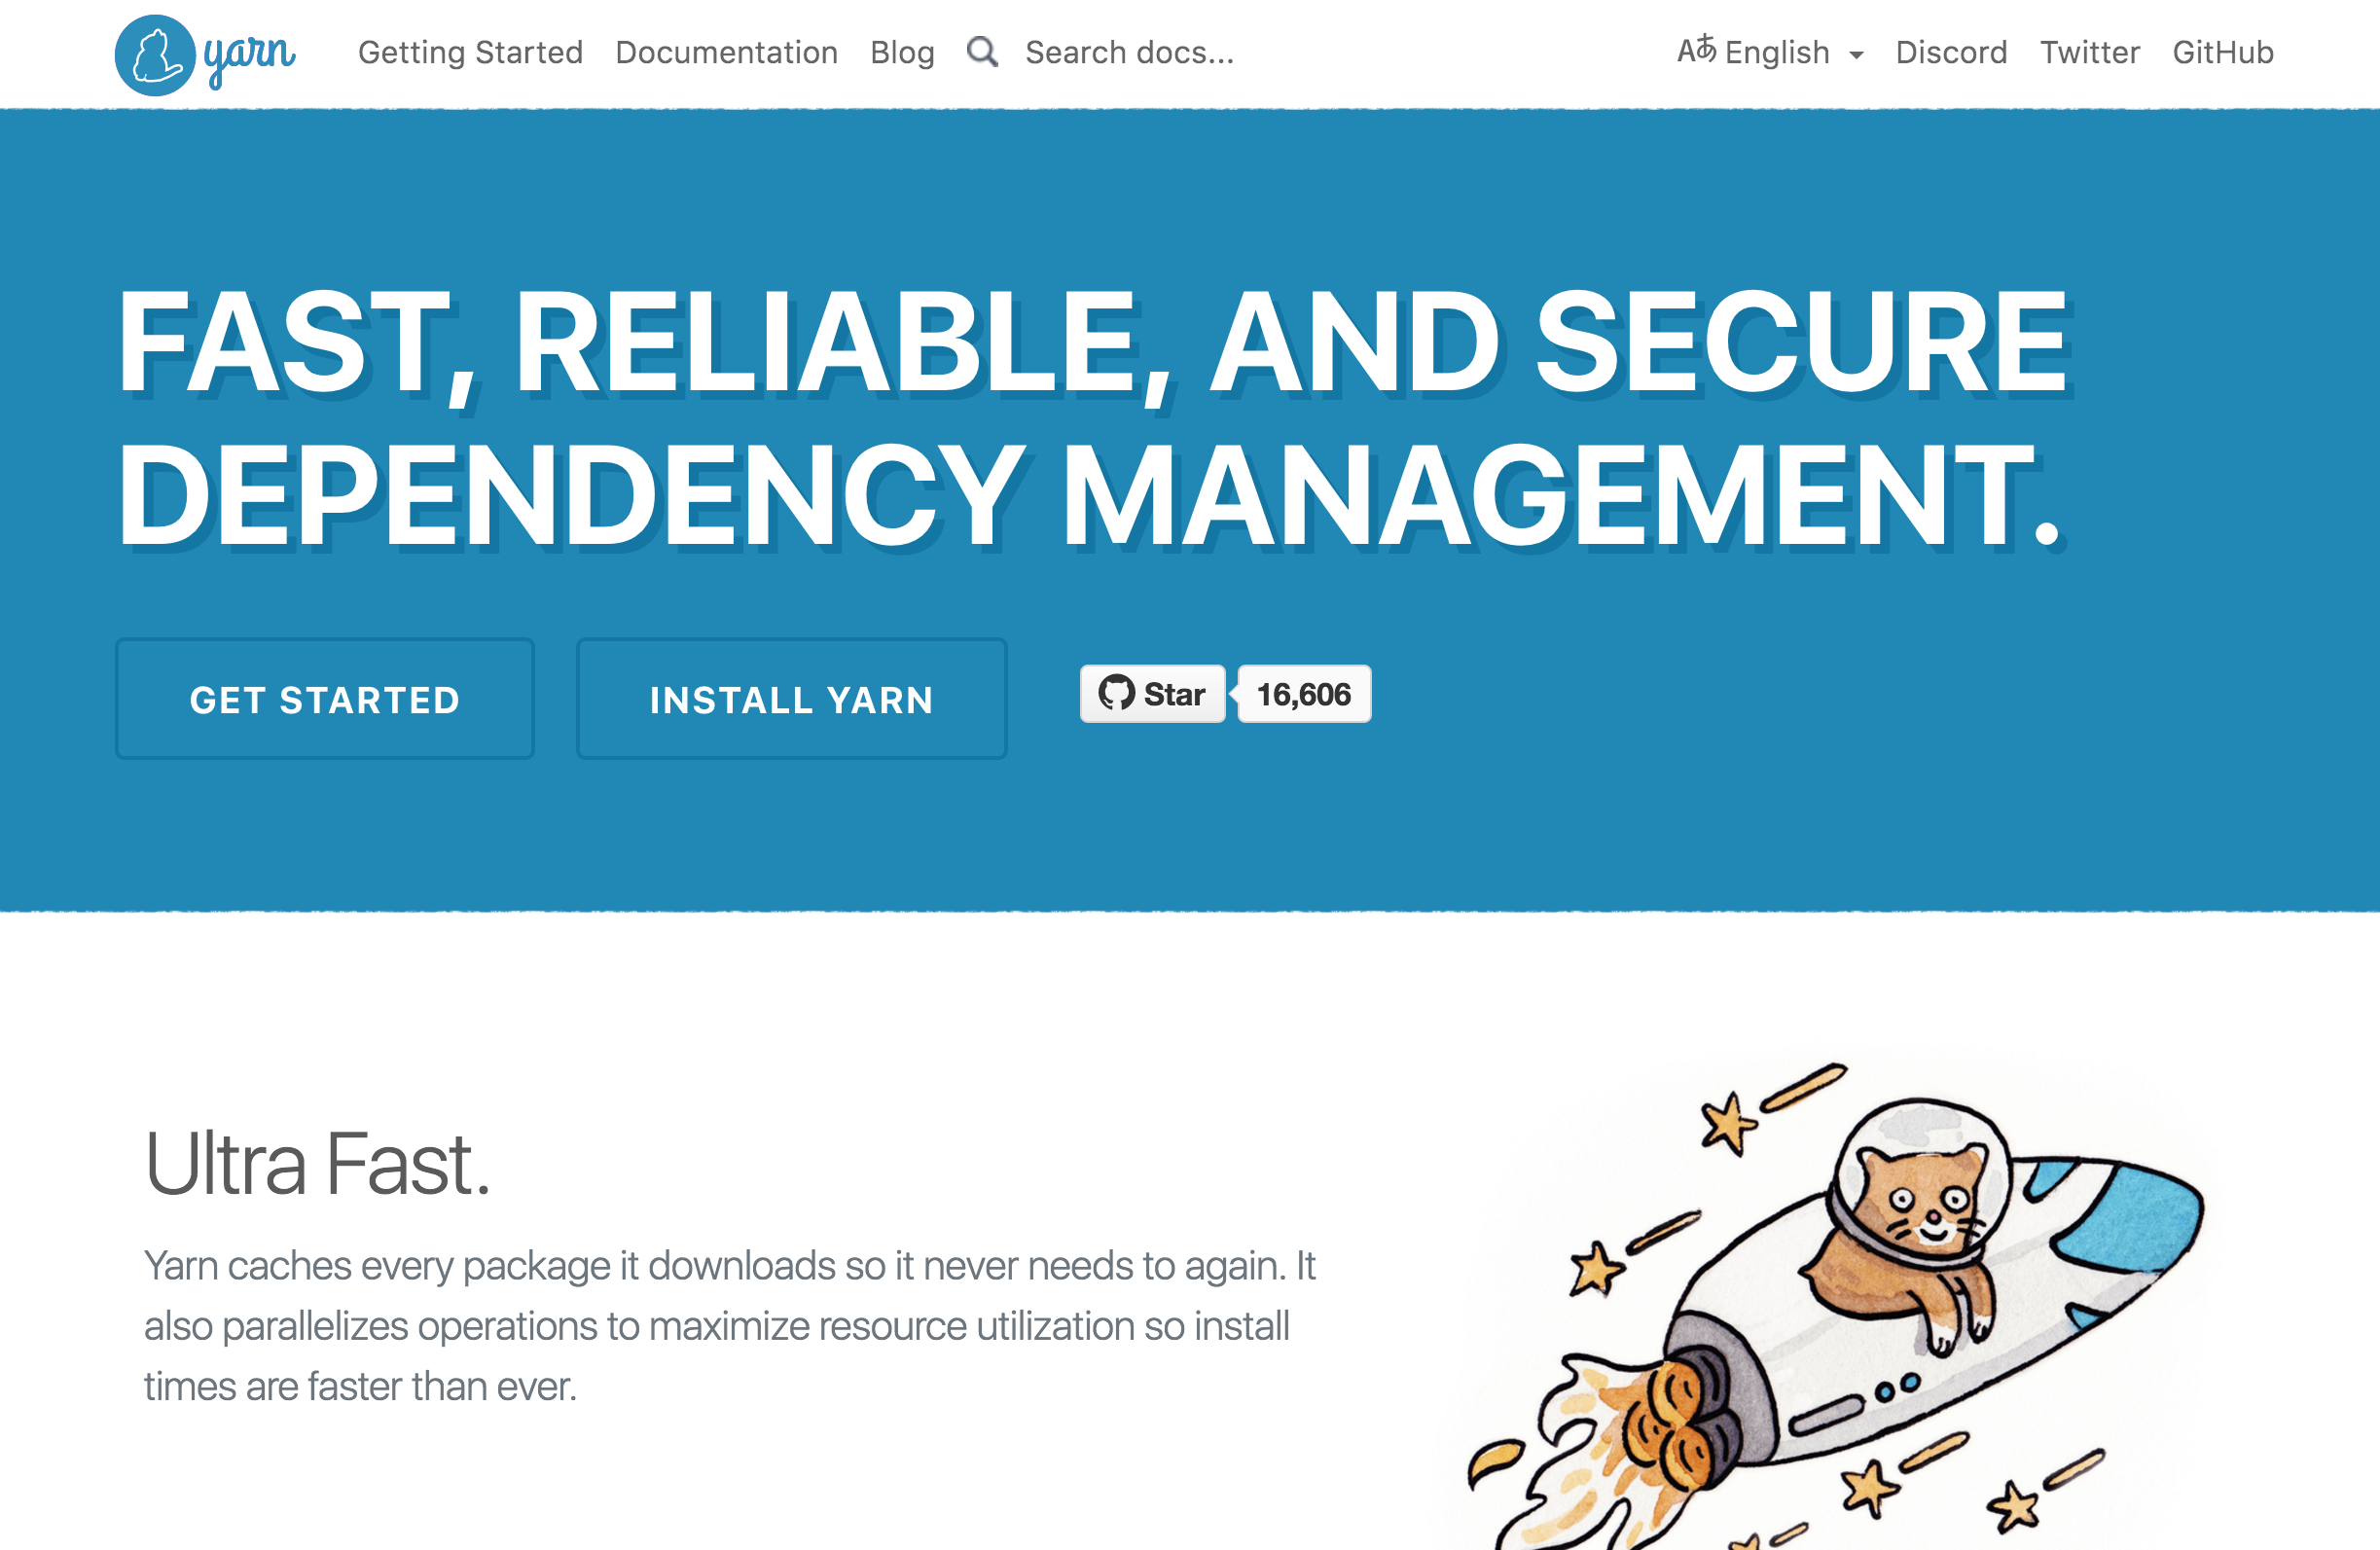 yarn
Getting Started Documentation Blog Search docs...
Aあ English Discord Twitter GitHub
FAST, RELIABLE, AND SECURE
DEPENDENCY MANAGEMENT.
GET STARTED
INSTALL YARN
Star 16,606
Ultra Fast.
Yarn caches every package it downloads so it never needs to again. It
also parallelizes operations to maximize resource utilization so install
times are faster than ever.